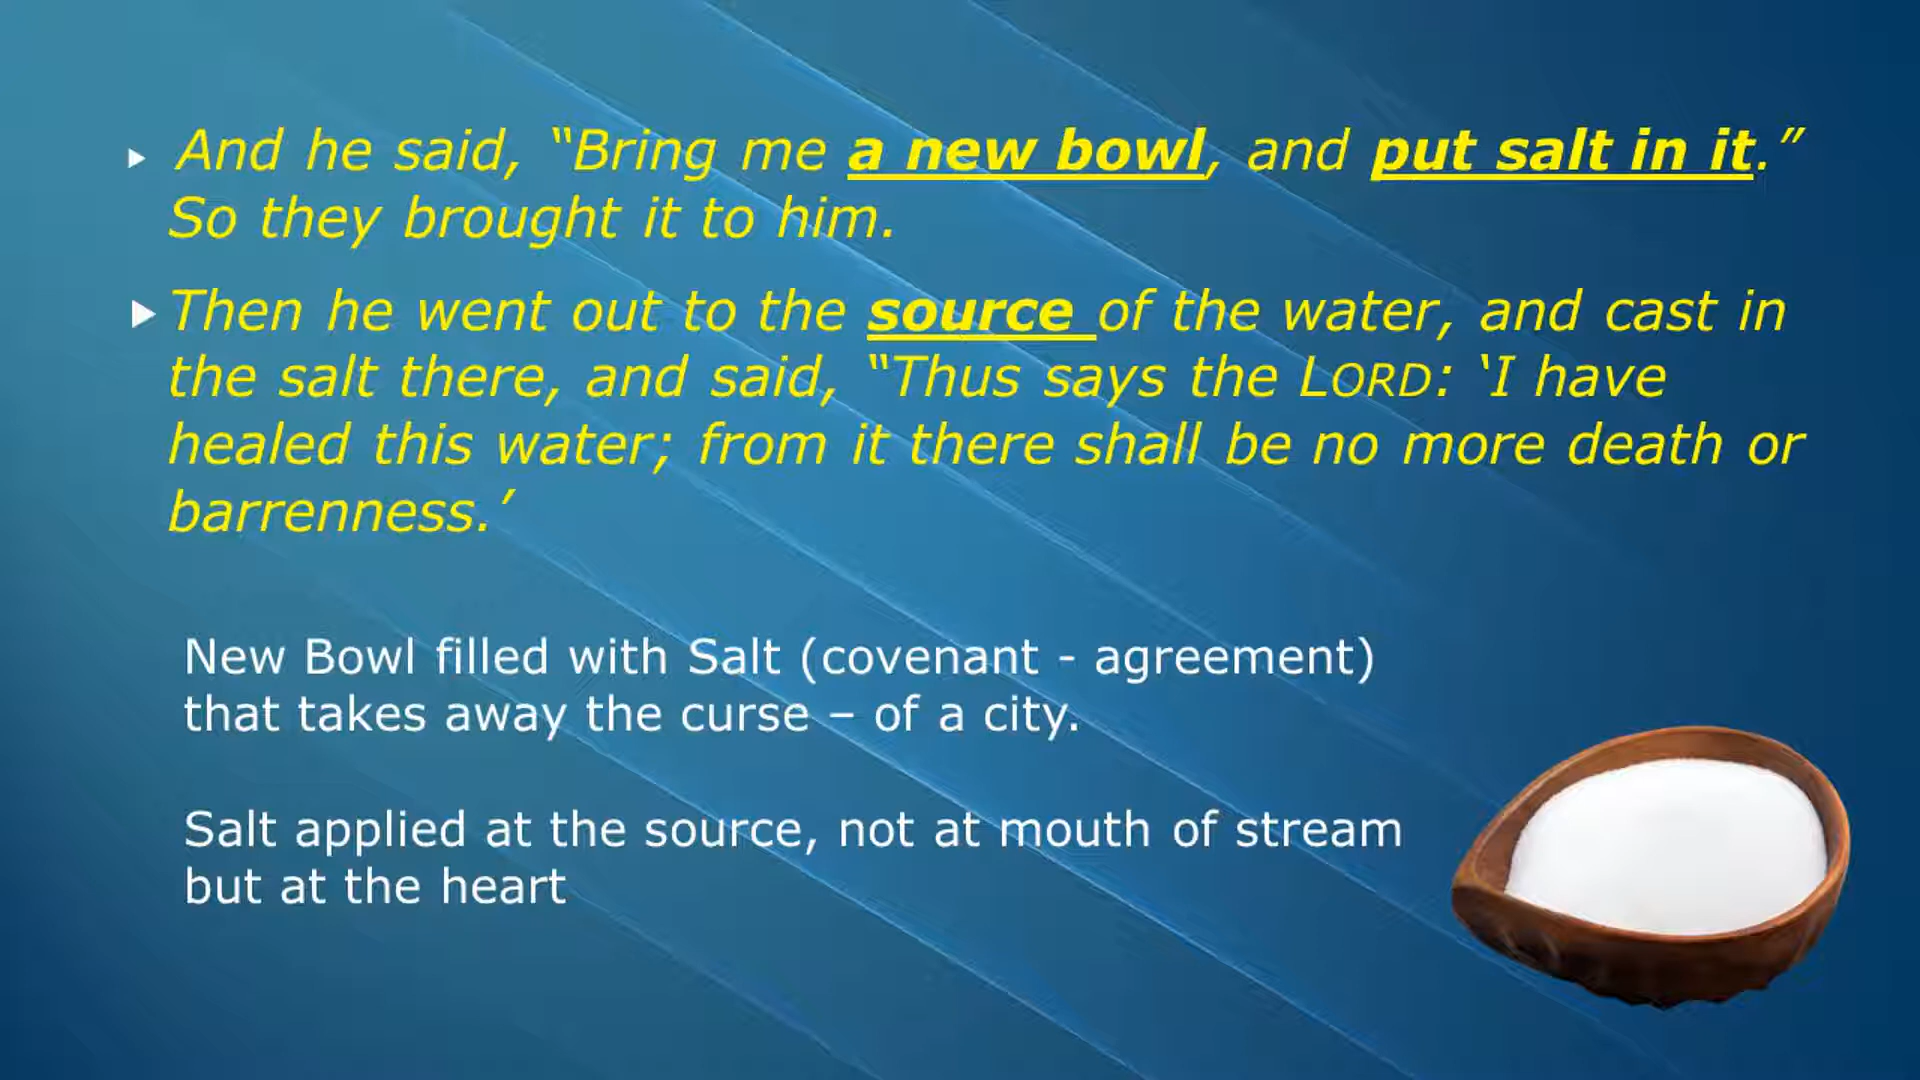 And he said, “Bring me a new bowl, and put salt in it.”
So they brought it to him.
Then he went out to the source of the water, and cast in
the salt there, and said, “Thus says the LORD: ‘I have
healed this water; from it there shall be no more death or
barrenness.’
New Bowl filled with Salt (covenant - agreement)
that takes away the curse – of a city.
Salt applied at the source, not at mouth of stream
but at the heart